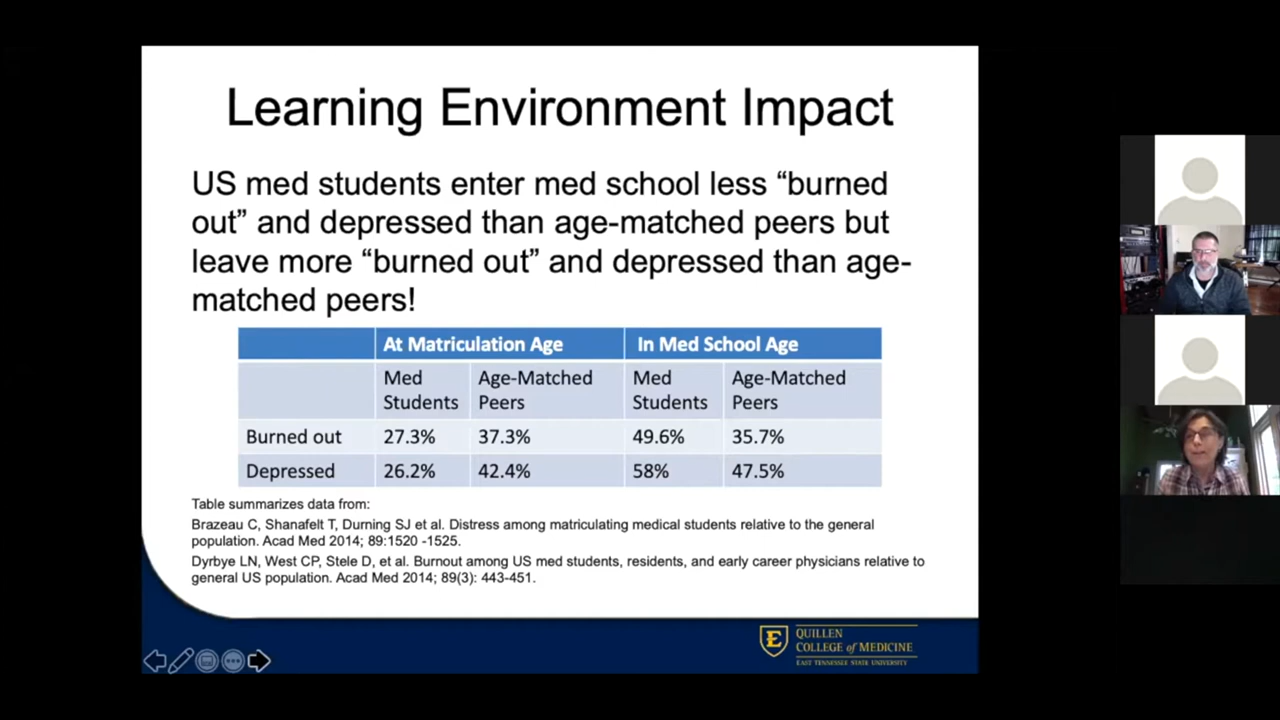 Learning Environment Impact
US med students enter med school less “burned
out” and depressed than age-matched peers but
leave more “burned out” and depressed than age-
matched peers!
At Matriculation Age In Med School Age
Med Students Age-Matched Peers Med Students Age-Matched Peers
Burned out 27.3% 37.3% 49.6% 35.7%
Depressed 26.2% 42.4% 58% 47.5%
Table summarizes data from:
Brazeau C, Shanafelt T, Durning SJ et al. Distress among matriculating medical students relative to the general
population. Acad Med 2014; 89:1520 -1525.
Dyrbye LN, West CP, Stele D, et al. Burnout among US med students, residents, and early career physicians relative to
general US population. Acad Med 2014; 89(3): 443-451.
E
QUILLEN
COLLEGE of MEDICINE
EAST TENNESSEE STATE UNIVERSITY